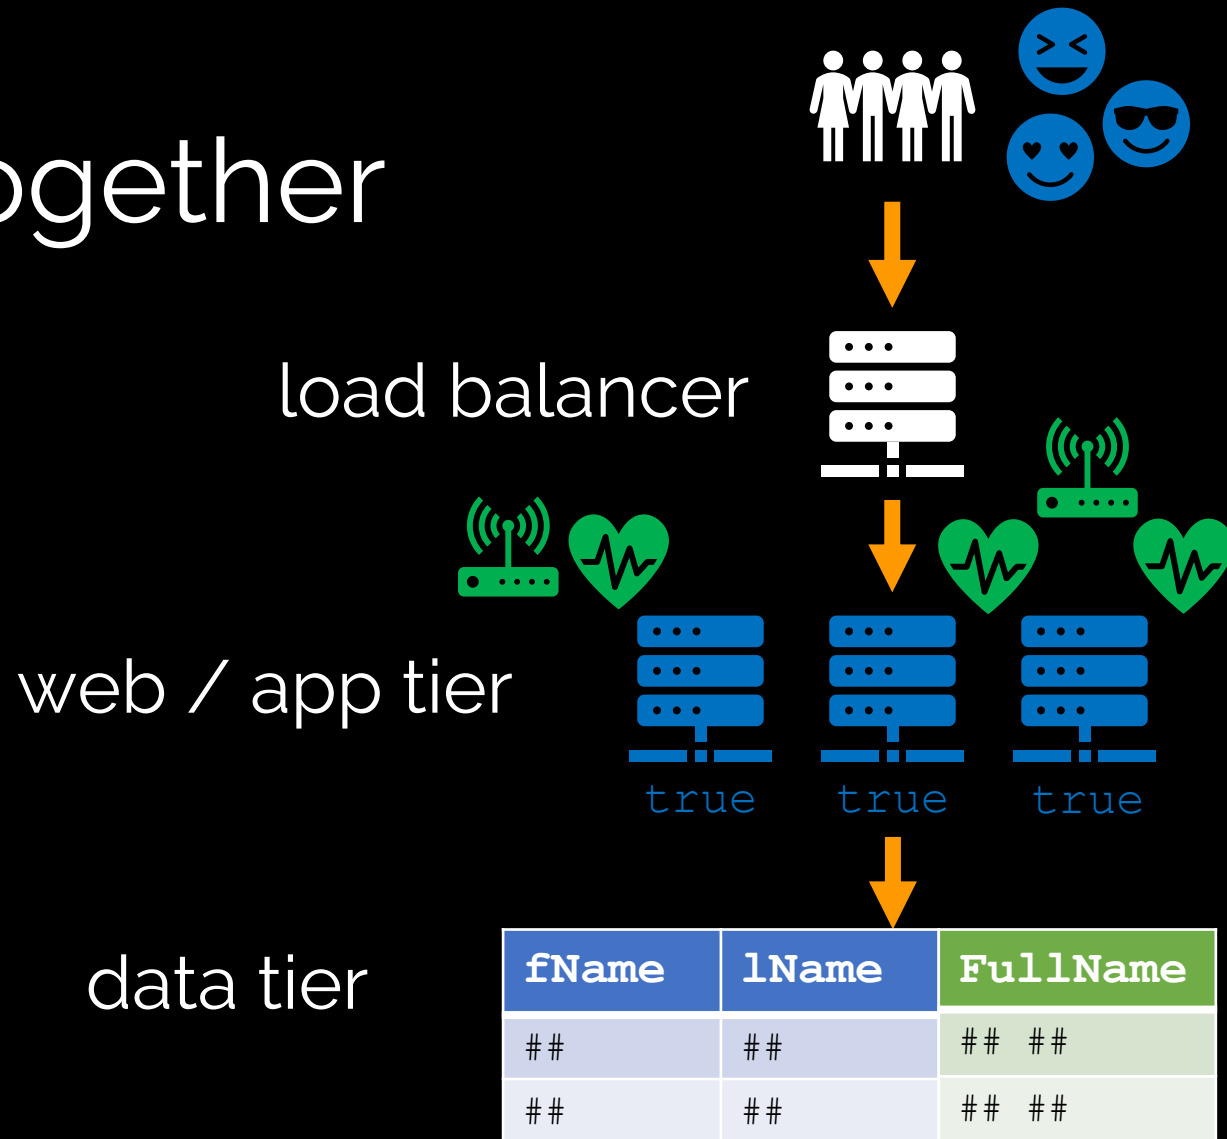 ogether
load balancer
web / app tier
true true true
data tier
fName lName FullName
## ## ## ##
## ## ## ##